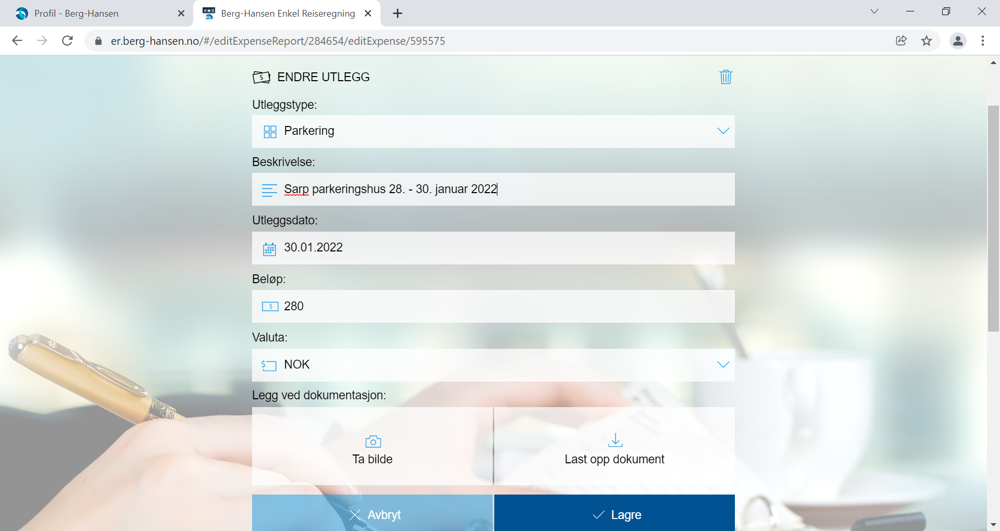 Profil - Berg-Hansen
Berg-Hansen Enkel Reiseregning
er.berg-hansen.no/#/editExpenseReport/284654/editExpense/595575
ENDRE UTLEGG
Utleggstype:
Parkering
Beskrivelse:
Sarp parkeringshus 28. - 30. januar 2022
Utleggsdato:
30.01.2022
Beløp:
$ 280
Valuta:
$ NOK
Legg ved dokumentasjon:
Ta bilde
Last opp dokument
Avbryt
Lagre